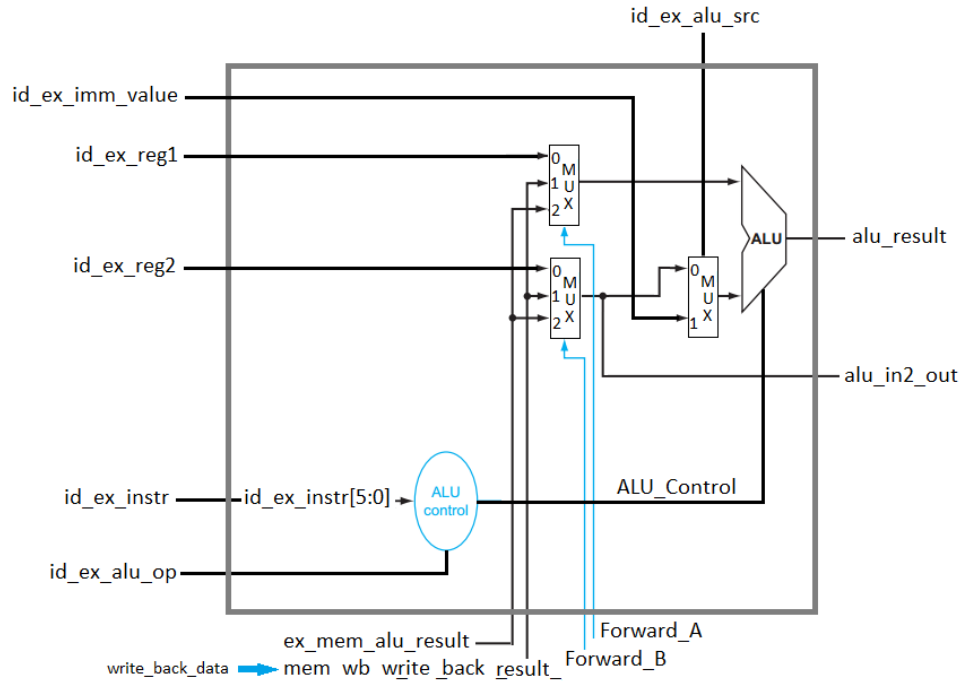 id_ex_alu_src
id_ex_imm_value
id_ex_reg1
0
1
2
M
U
X
ALU
alu_result
id_ex_reg2
0
1
2
M
U
X
0
1
M
U
X
alu_in2_out
id_ex_instr
id_ex_instr[5:0]
ALU
control
ALU_Control
id_ex_alu_op
Forward_A
ex_mem_alu_result
Forward_B
write_back_data
mem_wb_write_back_result_